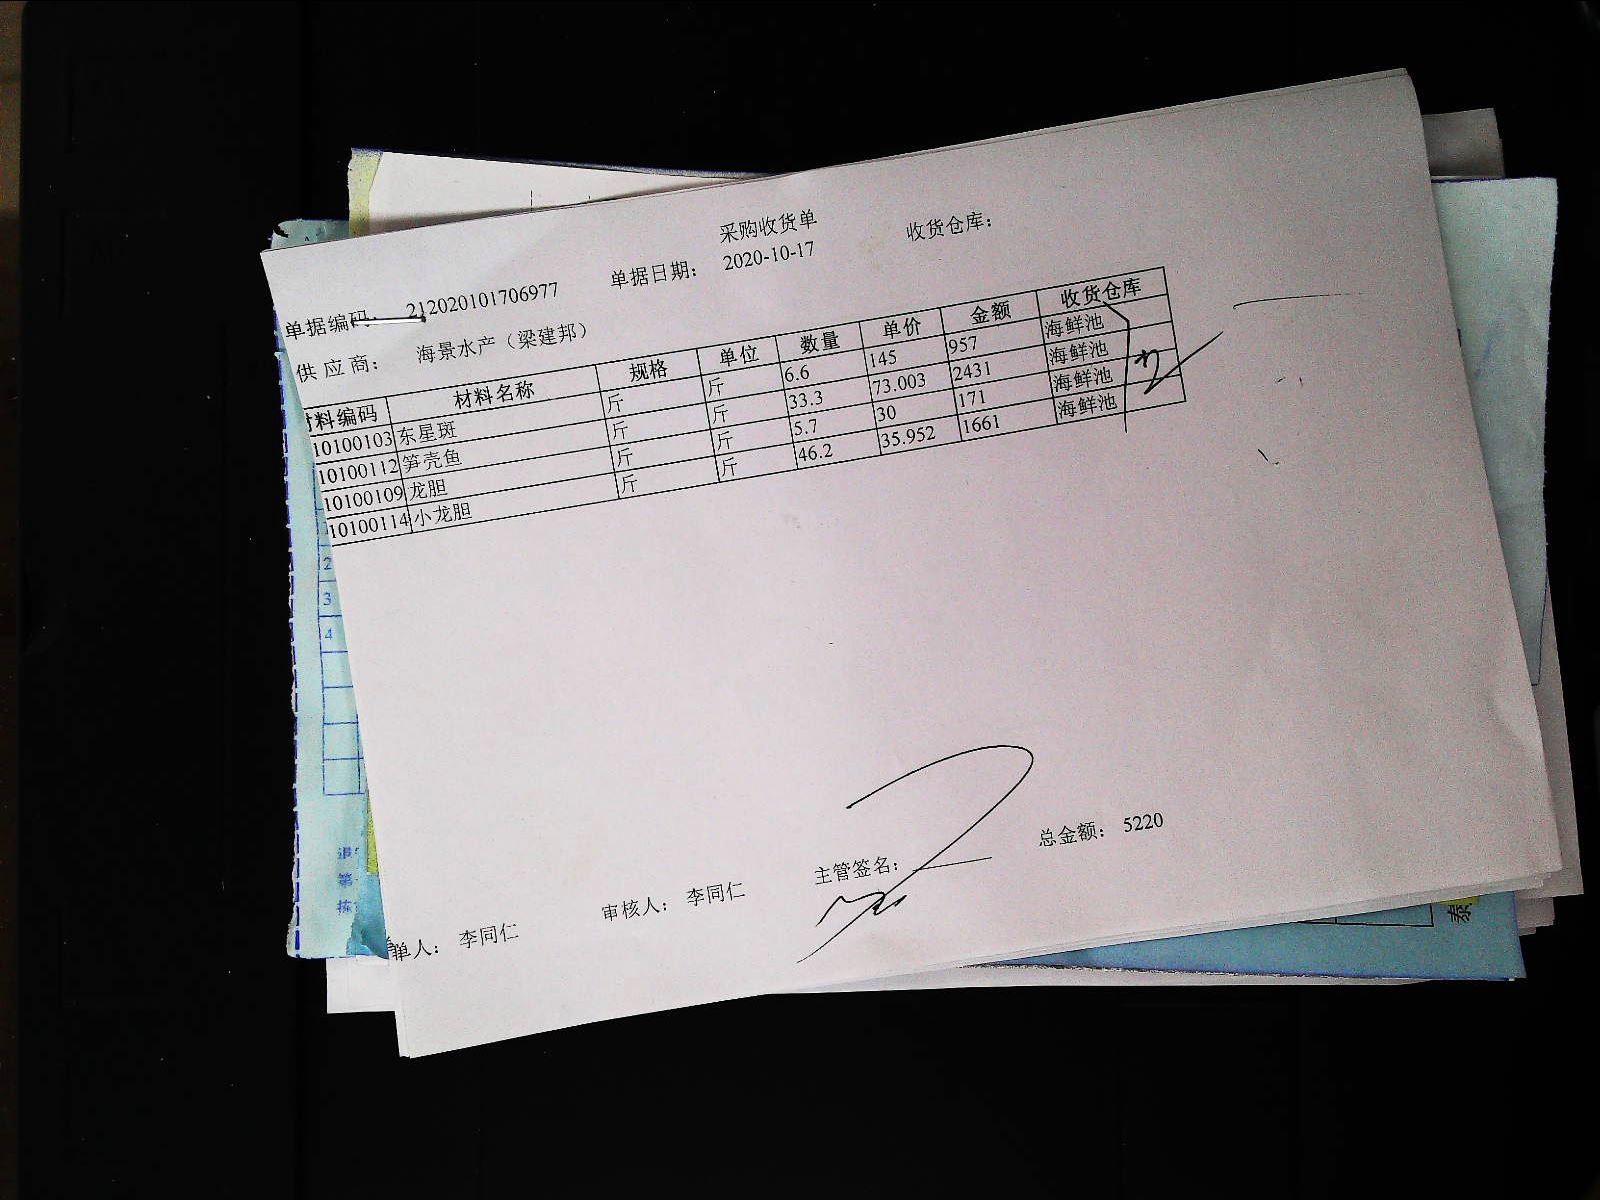 采购收货单
单据编码： 212020101706977 单据日期： 2020-10-17 收货仓库：
供 应 商： 海景水产（梁建邦）
材料编码 材料名称 规格 单位 数量 单价 金额 收货仓库
10100103 东星斑 斤 斤 6.6 145 957 海鲜池
10100112 笋壳鱼 斤 斤 33.3 73.003 2431 海鲜池
10100109 龙胆 斤 斤 5.7 30 171 海鲜池
10100114 小龙胆 斤 斤 46.2 35.952 1661 海鲜池
2
3
4
第
单人： 李同仁 审核人： 李同仁 主管签名： 总金额： 5220
泰